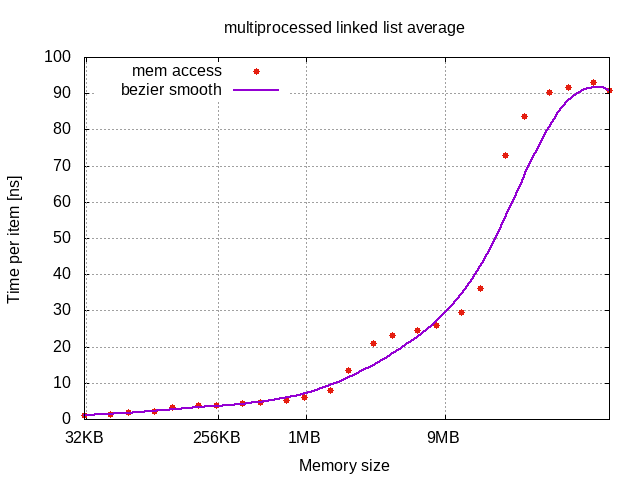 multiprocessed linked list average
100
90
80
70
60
50
40
30
20
10
0
Time per item [ns]
mem access
bezier smooth
32KB 256KB 1MB 9MB
Memory size